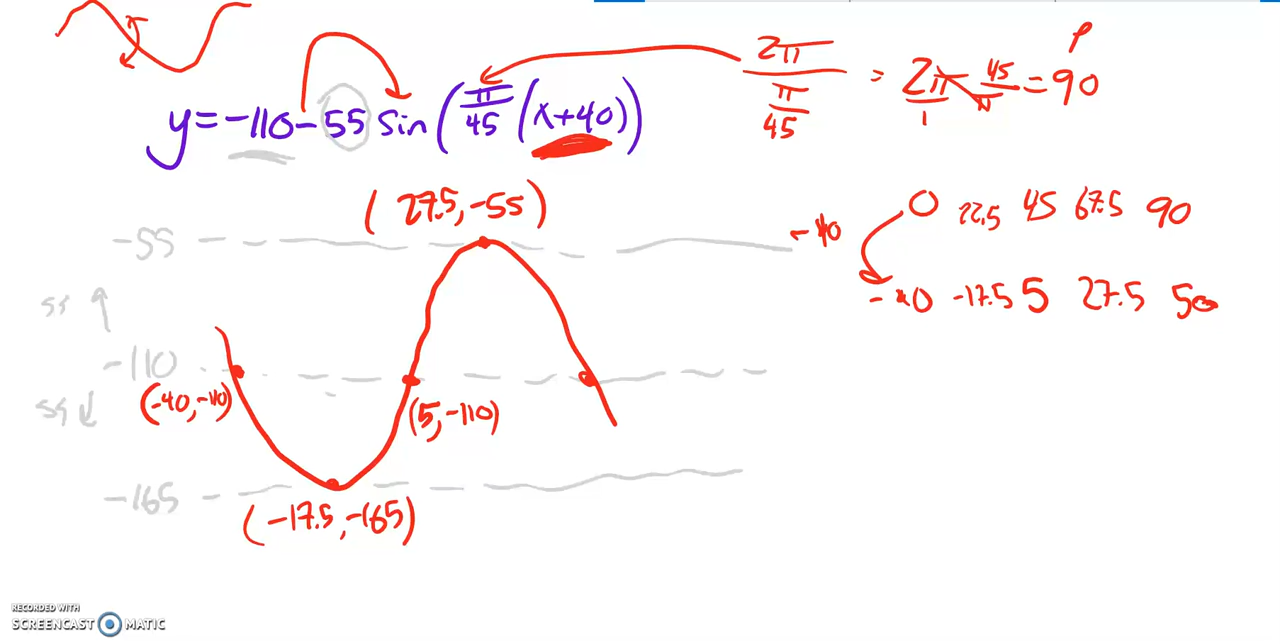 y = -110 - 55 sin(π/45 (x+40))
2π / (π/45) = 2π/1 · 45/π = 90
P
0 22.5 45 67.5 90
-40
-40 -17.5 5 27.5 50
(27.5, -55)
-55
55 ↑
-110
(-40, -110)
(5, -110)
55 ↓
-165
(-17.5, -165)
RECORDED WITH
SCREENCAST MATIC